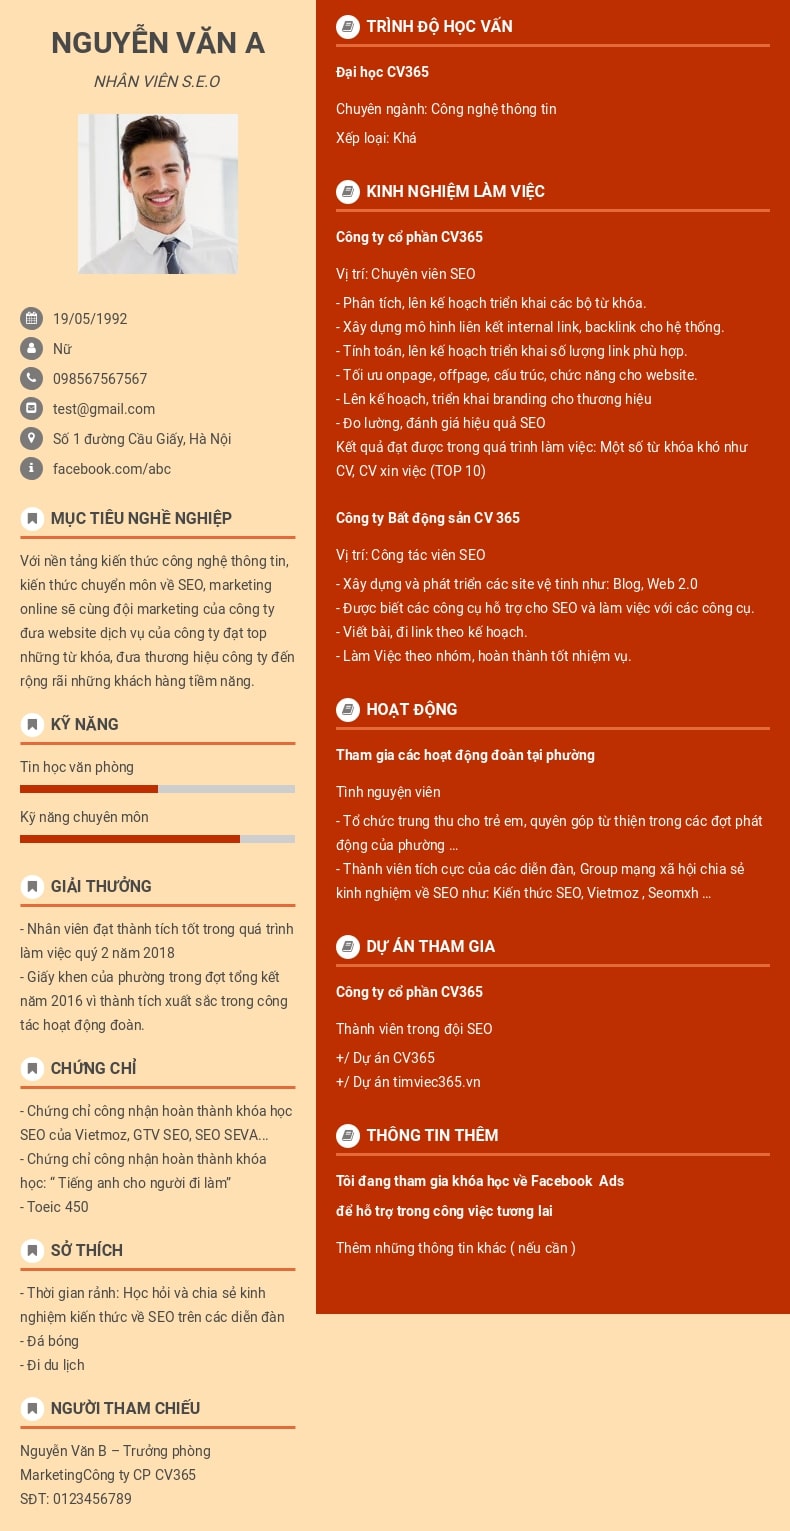 NGUYỄN VĂN A
NHÂN VIÊN S.E.O
19/05/1992
Nữ
098567567567
test@gmail.com
Số 1 đường Cầu Giấy, Hà Nội
facebook.com/abc
MỤC TIÊU NGHỀ NGHIỆP
Với nền tảng kiến thức công nghệ thông tin,
kiến thức chuyển môn về SEO, marketing
online sẽ cùng đội marketing của công ty
đưa website dịch vụ của công ty đạt top
những từ khóa, đưa thương hiệu công ty đến
rộng rãi những khách hàng tiềm năng.
KỸ NĂNG
Tin học văn phòng
Kỹ năng chuyên môn
GIẢI THƯỞNG
- Nhân viên đạt thành tích tốt trong quá trình
làm việc quý 2 năm 2018
- Giấy khen của phường trong đợt tổng kết
năm 2016 vì thành tích xuất sắc trong công
tác hoạt động đoàn.
CHỨNG CHỈ
- Chứng chỉ công nhận hoàn thành khóa học
SEO của Vietmoz, GTV SEO, SEO SEVA...
- Chứng chỉ công nhận hoàn thành khóa
học: “ Tiếng anh cho người đi làm”
- Toeic 450
SỞ THÍCH
- Thời gian rảnh: Học hỏi và chia sẻ kinh
nghiệm kiến thức về SEO trên các diễn đàn
- Đá bóng
- Đi du lịch
NGƯỜI THAM CHIẾU
Nguyễn Văn B – Trưởng phòng
MarketingCông ty CP CV365
SĐT: 0123456789
TRÌNH ĐỘ HỌC VẤN
Đại học CV365
Chuyên ngành: Công nghệ thông tin
Xếp loại: Khá
KINH NGHIỆM LÀM VIỆC
Công ty cổ phần CV365
Vị trí: Chuyên viên SEO
- Phân tích, lên kế hoạch triển khai các bộ từ khóa.
- Xây dựng mô hình liên kết internal link, backlink cho hệ thống.
- Tính toán, lên kế hoạch triển khai số lượng link phù hợp.
- Tối ưu onpage, offpage, cấu trúc, chức năng cho website.
- Lên kế hoạch, triển khai branding cho thương hiệu
- Đo lường, đánh giá hiệu quả SEO
Kết quả đạt được trong quá trình làm việc: Một số từ khóa khó như
CV, CV xin việc (TOP 10)
Công ty Bất động sản CV 365
Vị trí: Công tác viên SEO
- Xây dựng và phát triển các site vệ tinh như: Blog, Web 2.0
- Được biết các công cụ hỗ trợ cho SEO và làm việc với các công cụ.
- Viết bài, đi link theo kế hoạch.
- Làm Việc theo nhóm, hoàn thành tốt nhiệm vụ.
HOẠT ĐỘNG
Tham gia các hoạt động đoàn tại phường
Tình nguyện viên
- Tổ chức trung thu cho trẻ em, quyên góp từ thiện trong các đợt phát
động của phường ...
- Thành viên tích cực của các diễn đàn, Group mạng xã hội chia sẻ
kinh nghiệm về SEO như: Kiến thức SEO, Vietmoz , Seomxh ...
DỰ ÁN THAM GIA
Công ty cổ phần CV365
Thành viên trong đội SEO
+/ Dự án CV365
+/ Dự án timviec365.vn
THÔNG TIN THÊM
Tôi đang tham gia khóa học về Facebook  Ads
để hỗ trợ trong công việc tương lai
Thêm những thông tin khác ( nếu cần )